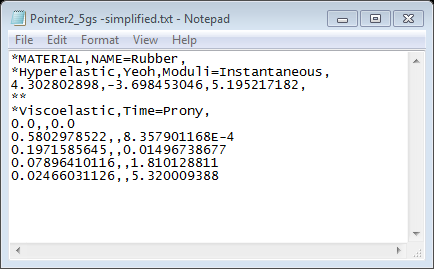 Pointer2_5gs -simplified.txt - Notepad
File Edit Format View Help
*MATERIAL,NAME=Rubber,
*Hyperelastic,Yeoh,Moduli=Instantaneous,
4.302802898,-3.698453046,5.195217182,
**
*Viscoelastic,Time=Prony,
0.0,,0.0
0.5802978522,,8.357901168E-4
0.1971585645,,0.01496738677
0.07896410116,,1.810128811
0.02466031126,,5.320009388